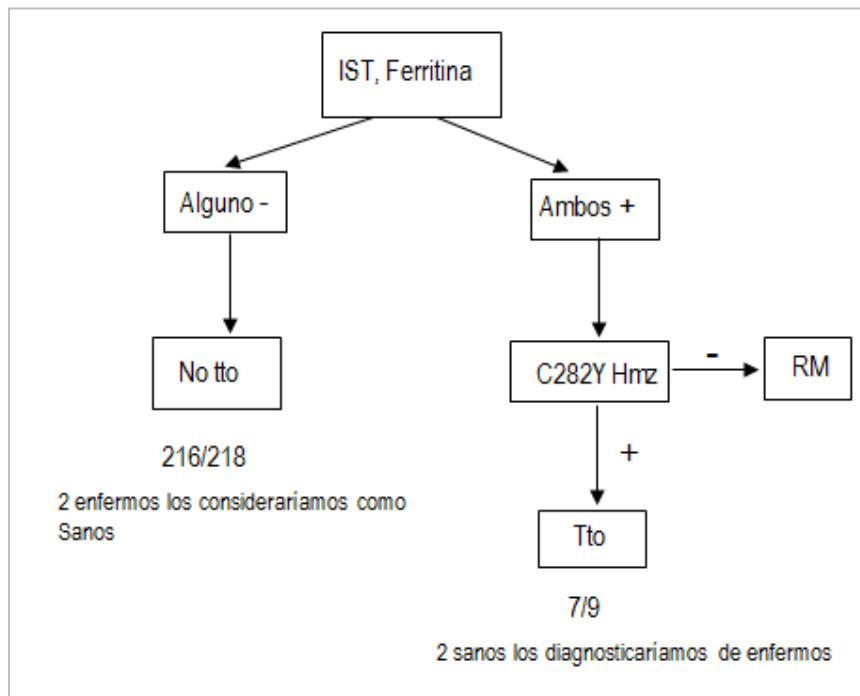 IST, Ferritina
Alguno -
Ambos +
No tto
C282Y Hmz
-
RM
+
216/218
2 enfermos los consideraríamos como
Sanos
Tto
7/9
2 sanos los diagnosticaríamos de enfermos